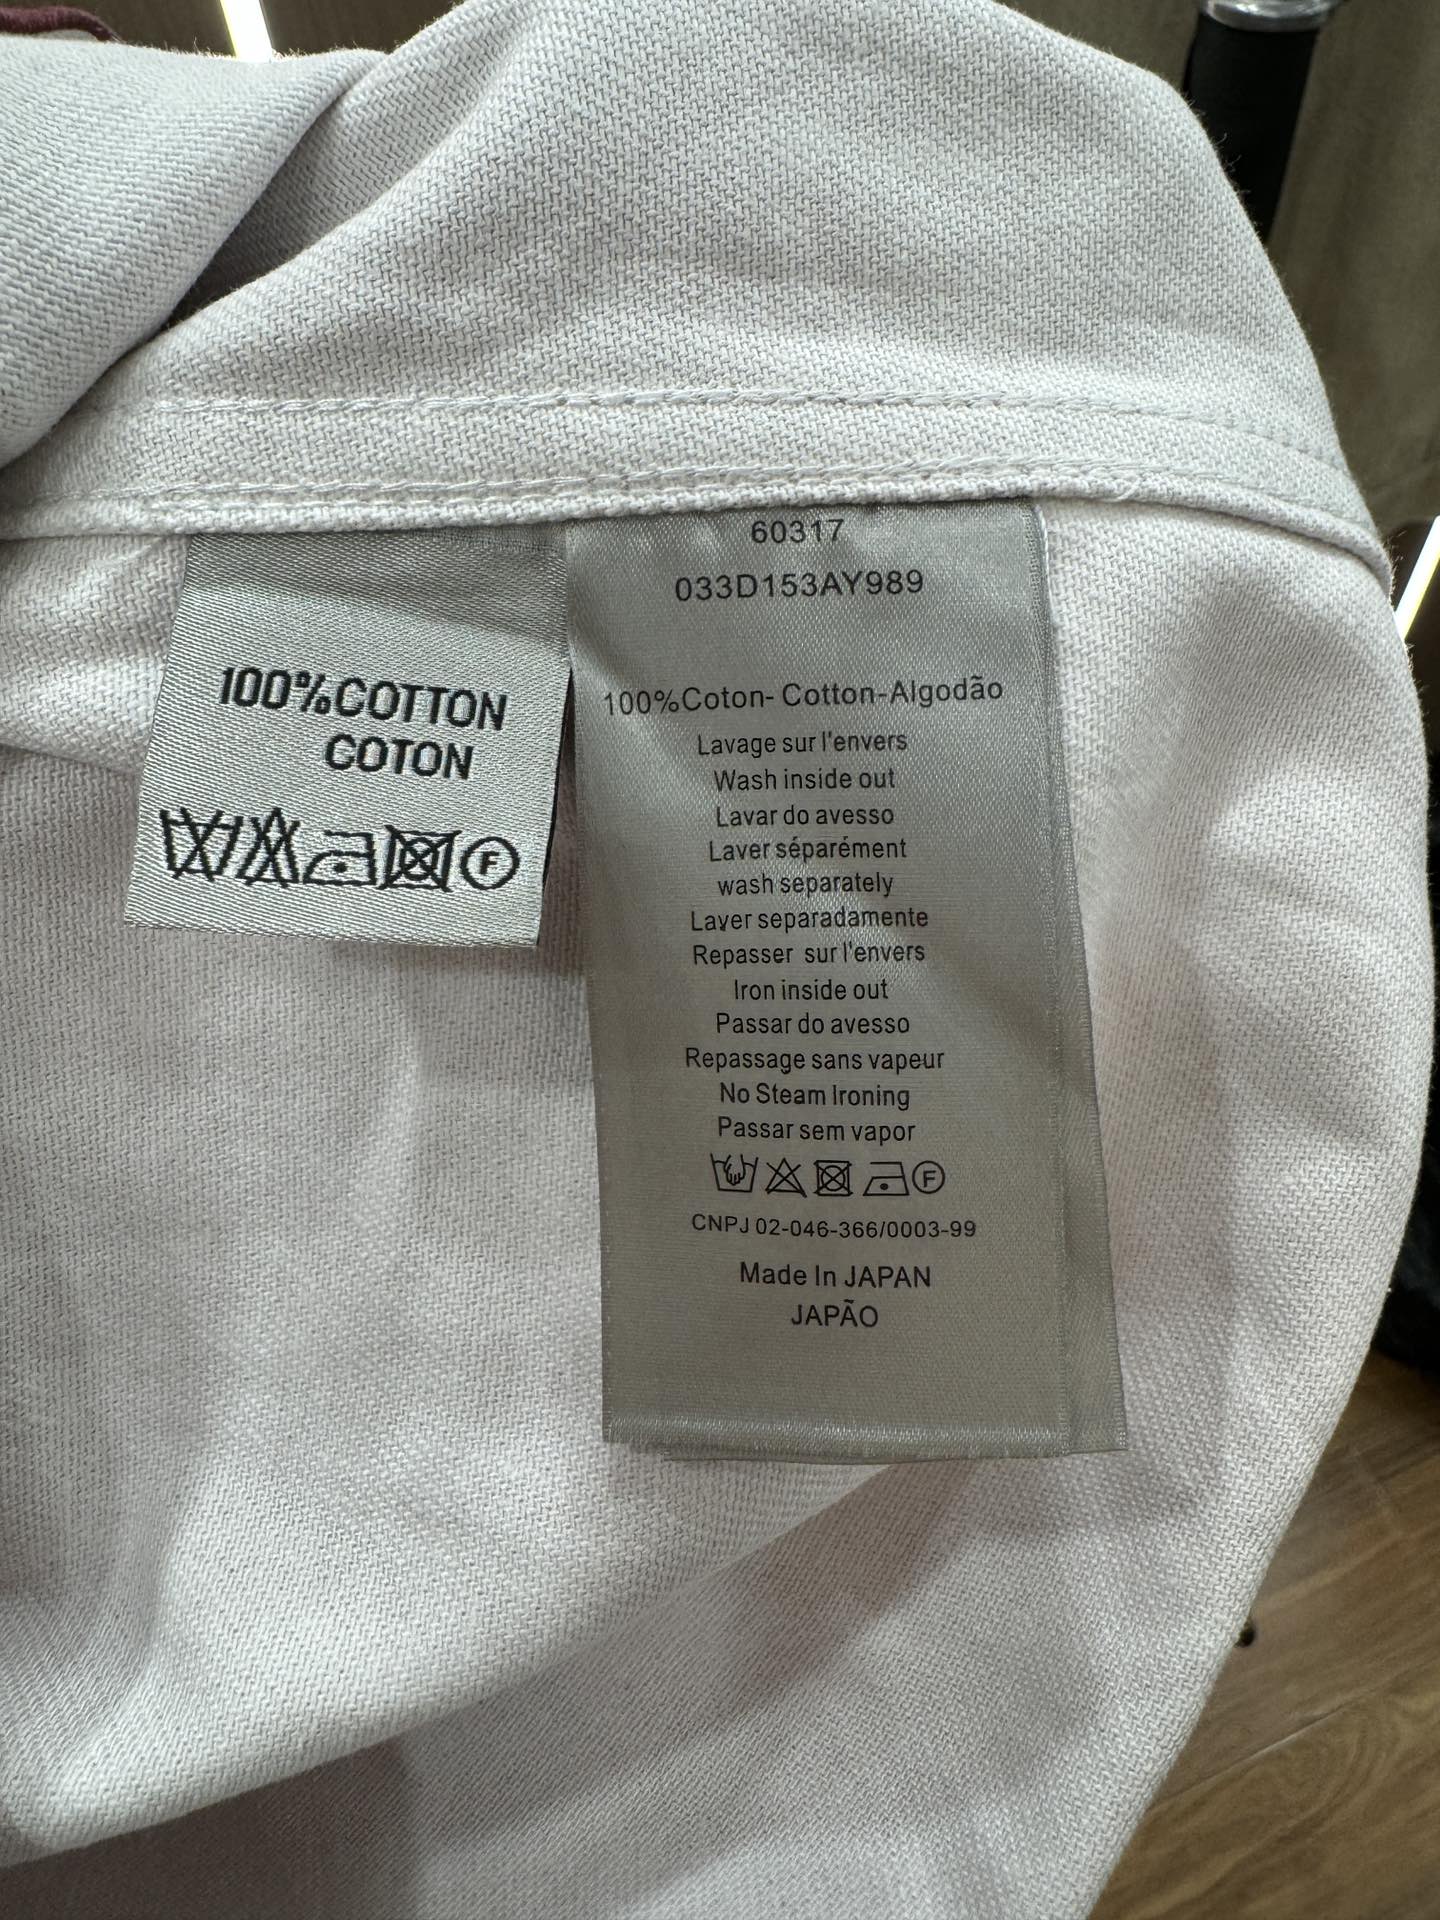 100%COTTON
COTON
F
60317
033D153AY989
100%Coton- Cotton-Algodão
Lavage sur l'envers
Wash inside out
Lavar do avesso
Laver séparément
wash separately
Laver separadamente
Repasser sur l'envers
Iron inside out
Passar do avesso
Repassage sans vapeur
No Steam Ironing
Passar sem vapor
F
CNPJ 02-046-366/0003-99
Made In JAPAN
JAPÃO